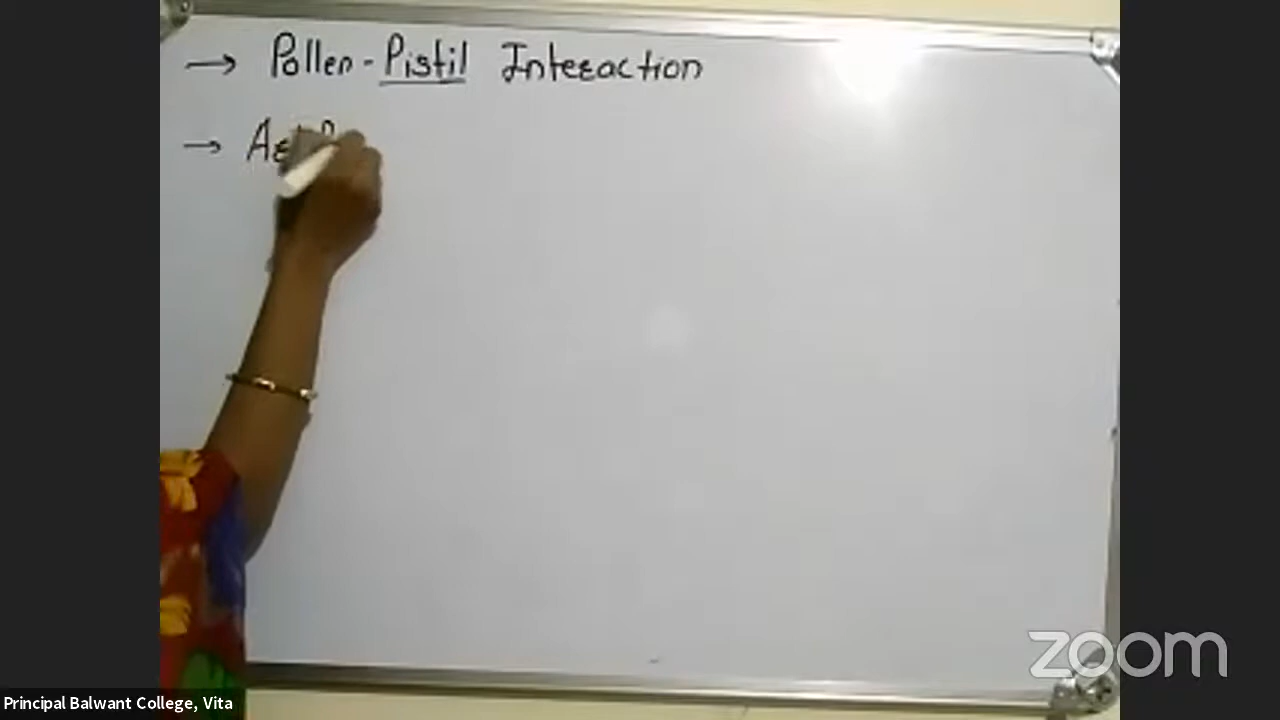 → Pollen - Pistil Interaction
→
zoom
Principal Balwant College, Vita